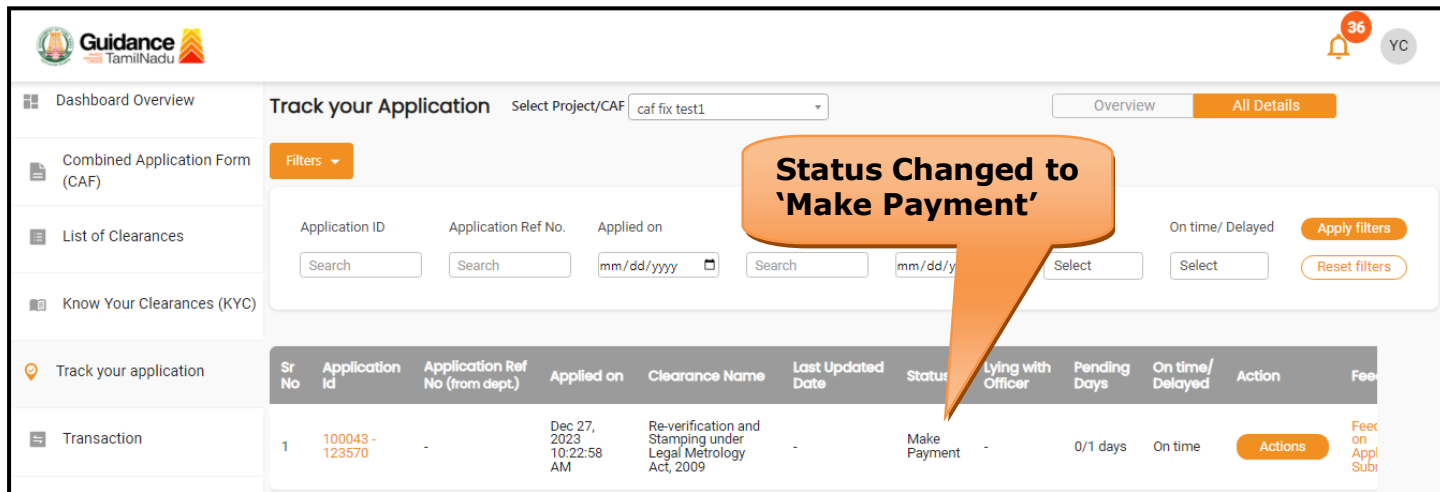 Guidance
TamilNadu
36
YC
Dashboard Overview
Track your Application
Select Project/CAF
caf fix test1
Overview
All Details
Combined Application Form
(CAF)
Filters
Status Changed to
‘Make Payment’
List of Clearances
Application ID
Application Ref No.
Applied on
On time/ Delayed
Apply filters
Search
Search
mm/dd/yyyy
Search
mm/dd/y
Select
Select
Reset filters
Know Your Clearances (KYC)
Track your application
Sr
No
Application
Id
Application Ref
No (from dept.)
Applied on
Clearance Name
Last Updated
Date
Status
Lying with
Officer
Pending
Days
On time/
Delayed
Action
Transaction
1
100043 -
123570
-
Dec 27,
2023
10:22:58
AM
Re-verification and
Stamping under
Legal Metrology
Act, 2009
-
Make
Payment
-
0/1 days
On time
Actions
on